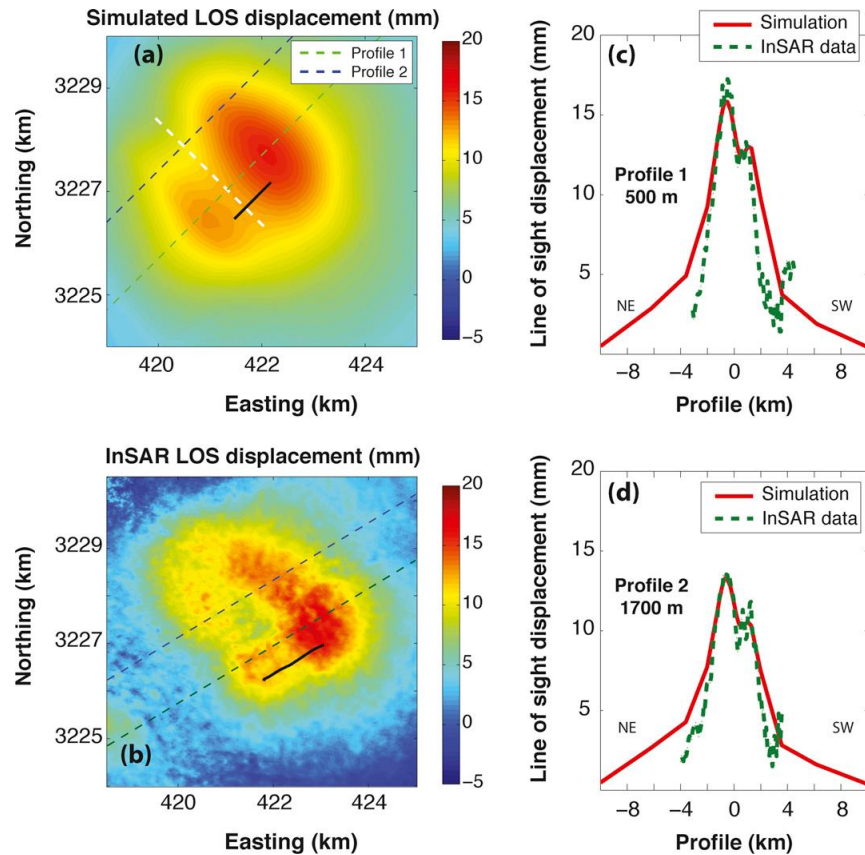 Simulated LOS displacement (mm)
(a)
Profile 1
Profile 2
20
15
10
5
0
−5
3229
3227
3225
Northing (km)
420
422
424
Easting (km)
(c)
Simulation
InSAR data
20
15
10
5
Line of sight displacement (mm)
Profile 1
500 m
NE
SW
−8
−4
0
4
8
Profile (km)
InSAR LOS displacement (mm)
(b)
20
15
10
5
0
−5
3229
3227
3225
Northing (km)
420
422
424
Easting (km)
(d)
Simulation
InSAR data
20
15
10
5
Line of sight displacement (mm)
Profile 2
1700 m
NE
SW
−8
−4
0
4
8
Profile (km)